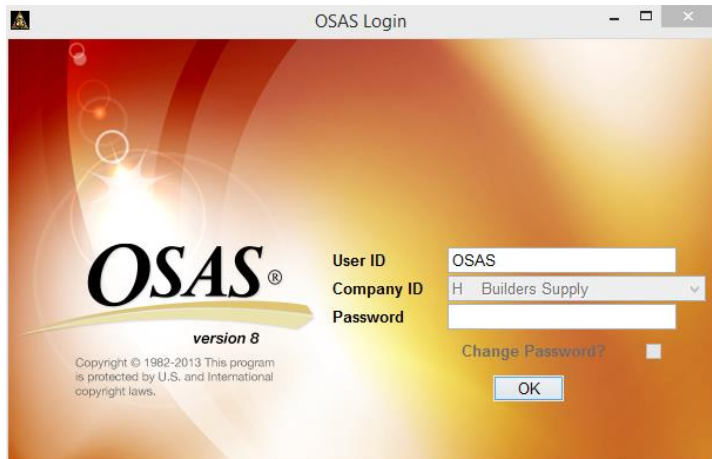 OSAS Login
OSAS®
version 8
Copyright © 1982-2013 This program
is protected by U.S. and International
copyright laws.
User ID OSAS
Company ID H Builders Supply
Password
Change Password?
OK